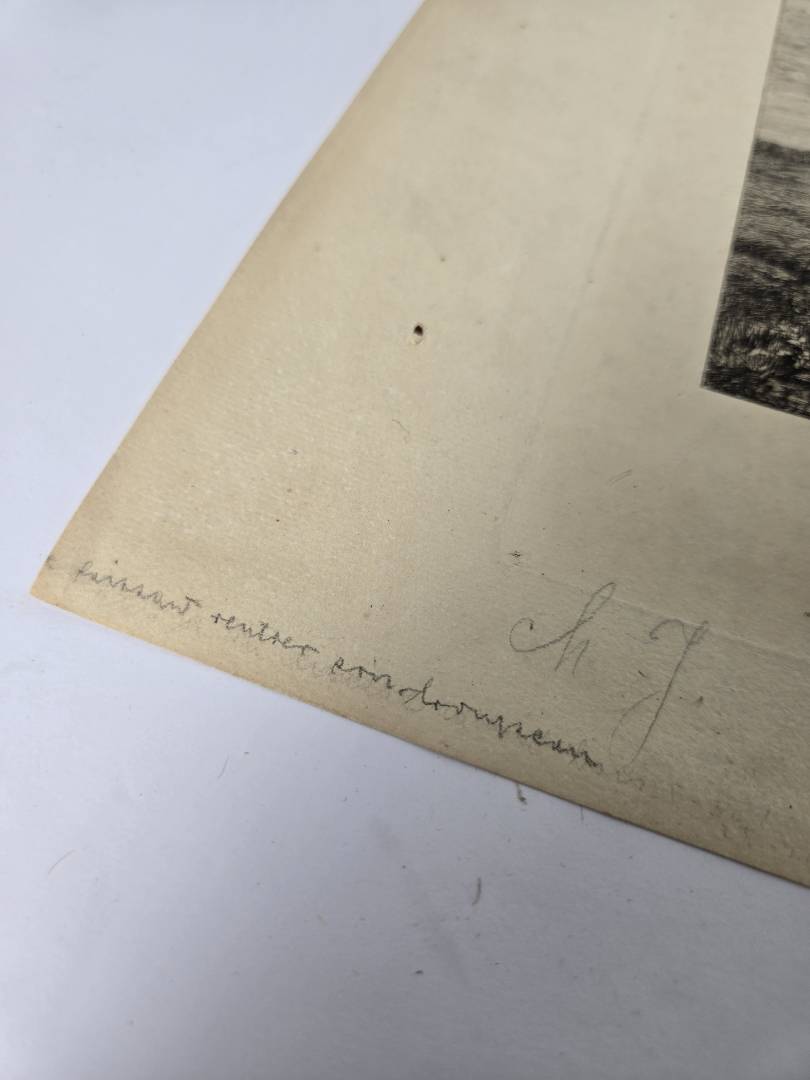 ch J.
faisant rentrer son troupeau